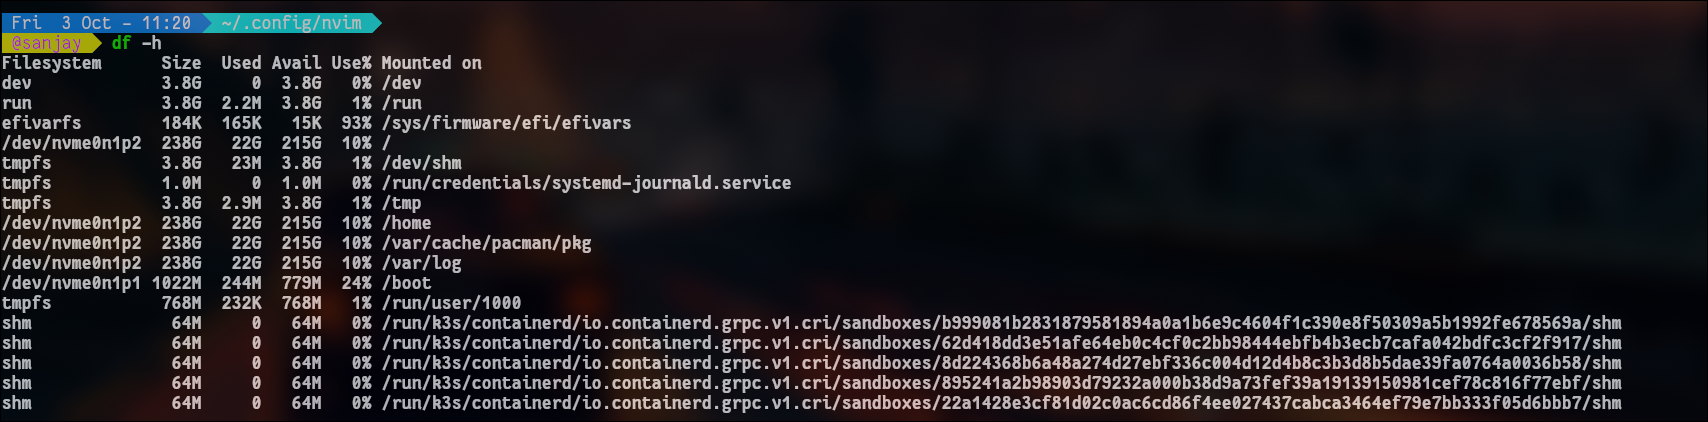 Fri  3 Oct - 11:20  ~/.config/nvim
@sanjay  df -h
Filesystem      Size  Used Avail Use% Mounted on
dev             3.8G     0  3.8G   0% /dev
run             3.8G  2.2M  3.8G   1% /run
efivarfs        184K  165K   15K  93% /sys/firmware/efi/efivars
/dev/nvme0n1p2  238G   22G  215G  10% /
tmpfs           3.8G   23M  3.8G   1% /dev/shm
tmpfs           1.0M     0  1.0M   0% /run/credentials/systemd-journald.service
tmpfs           3.8G  2.9M  3.8G   1% /tmp
/dev/nvme0n1p2  238G   22G  215G  10% /home
/dev/nvme0n1p2  238G   22G  215G  10% /var/cache/pacman/pkg
/dev/nvme0n1p2  238G   22G  215G  10% /var/log
/dev/nvme0n1p1 1022M  244M  779M  24% /boot
tmpfs           768M  232K  768M   1% /run/user/1000
shm              64M     0   64M   0% /run/k3s/containerd/io.containerd.grpc.v1.cri/sandboxes/b999081b2831879581894a0a1b6e9c4604f1c390e8f50309a5b1992fe678569a/shm
shm              64M     0   64M   0% /run/k3s/containerd/io.containerd.grpc.v1.cri/sandboxes/62d418dd3e51afe64eb0c4cf0c2bb98444ebfb4b3ecb7cafa042bdfc3cf2f917/shm
shm              64M     0   64M   0% /run/k3s/containerd/io.containerd.grpc.v1.cri/sandboxes/8d224368b6a48a274d27ebf336c004d12d4b8c3b3d8b5dae39fa0764a0036b58/shm
shm              64M     0   64M   0% /run/k3s/containerd/io.containerd.grpc.v1.cri/sandboxes/895241a2b98903d79232a000b38d9a73fef39a19139150981cef78c816f77ebf/shm
shm              64M     0   64M   0% /run/k3s/containerd/io.containerd.grpc.v1.cri/sandboxes/22a1428e3cf81d02c0ac6cd86f4ee027437cabca3464ef79e7bb333f05d6bbb7/shm